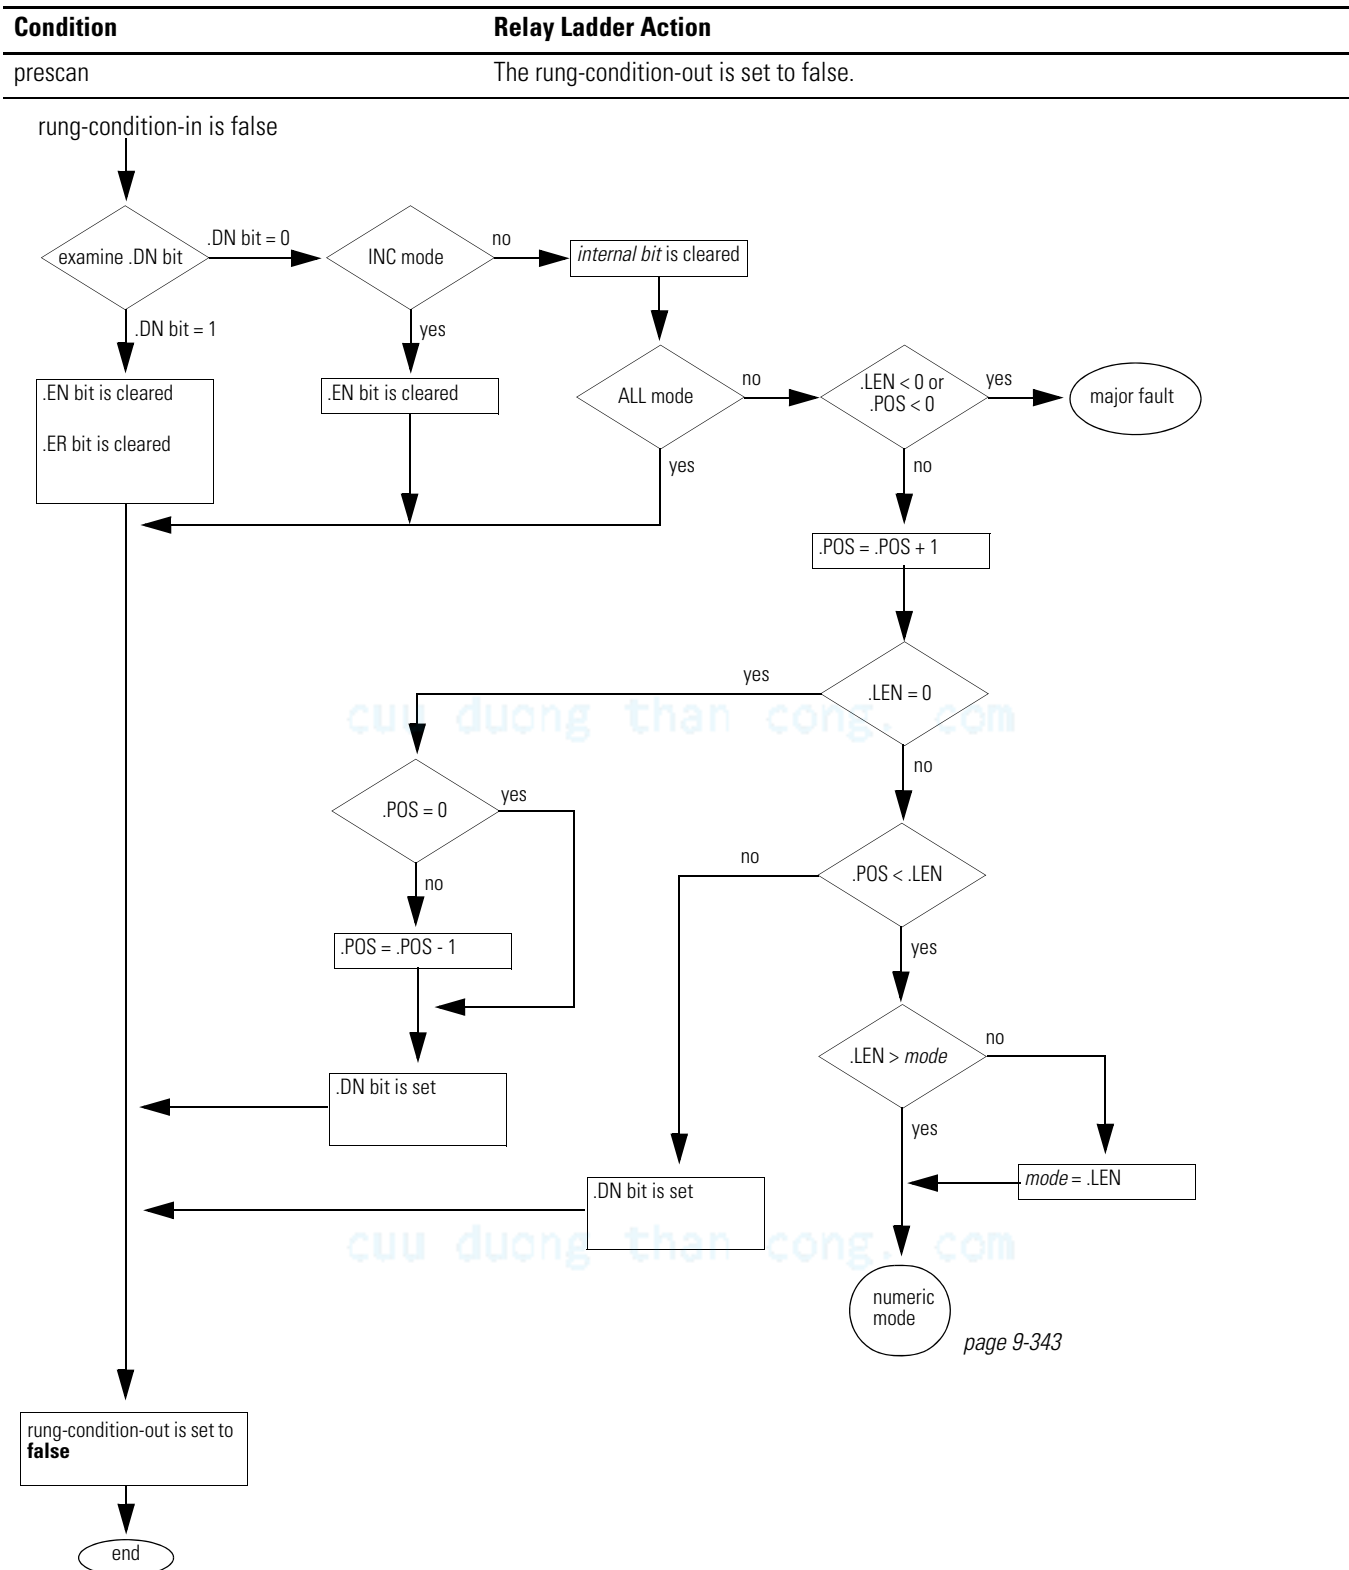 Condition Relay Ladder Action
prescan The rung-condition-out is set to false.
rung-condition-in is false
examine .DN bit
.DN bit = 0
INC mode
no
internal bit is cleared
.DN bit = 1
yes
.EN bit is cleared
.ER bit is cleared
.EN bit is cleared
ALL mode
no
.LEN < 0 or
.POS < 0
yes
major fault
yes
no
.POS = .POS + 1
yes
.LEN = 0
cuu duong than cong. com
no
.POS = 0
yes
no
.POS < .LEN
no
.POS = .POS - 1
yes
.LEN > mode
no
.DN bit is set
yes
mode = .LEN
.DN bit is set
cuu duong than cong. com
numeric
mode
page 9-343
rung-condition-out is set to
false
end